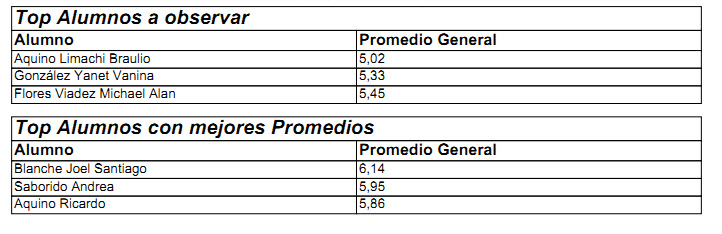 Top Alumnos a observar
Alumno Promedio General
Aquino Limachi Braulio 5,02
González Yanet Vanina 5,33
Flores Viadez Michael Alan 5,45
Top Alumnos con mejores Promedios
Alumno Promedio General
Blanche Joel Santiago 6,14
Saborido Andrea 5,95
Aquino Ricardo 5,86